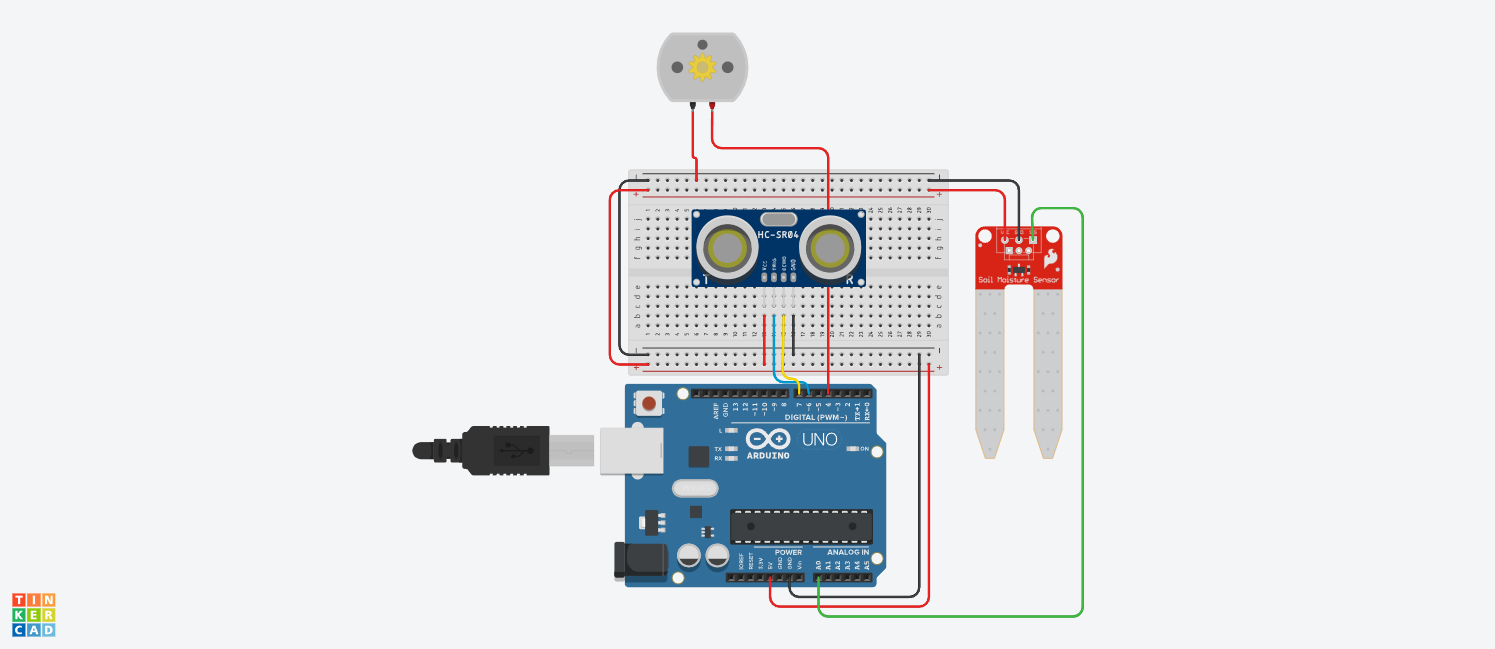 HC-SR04
VCC
TRIG
ECHO
GND
T
R
Soil Moisture Sensor
AREF
GND
13
12
~11
~10
~9
8
7
~6
~5
4
~3
2
TX→1
RX←0
DIGITAL (PWM~)
L
TX
RX
UNO
ARDUINO
ON
POWER
ANALOG IN
IOREF
RESET
3.3V
5V
GND
GND
Vin
A0
A1
A2
A3
A4
A5
TIN
KER
CAD